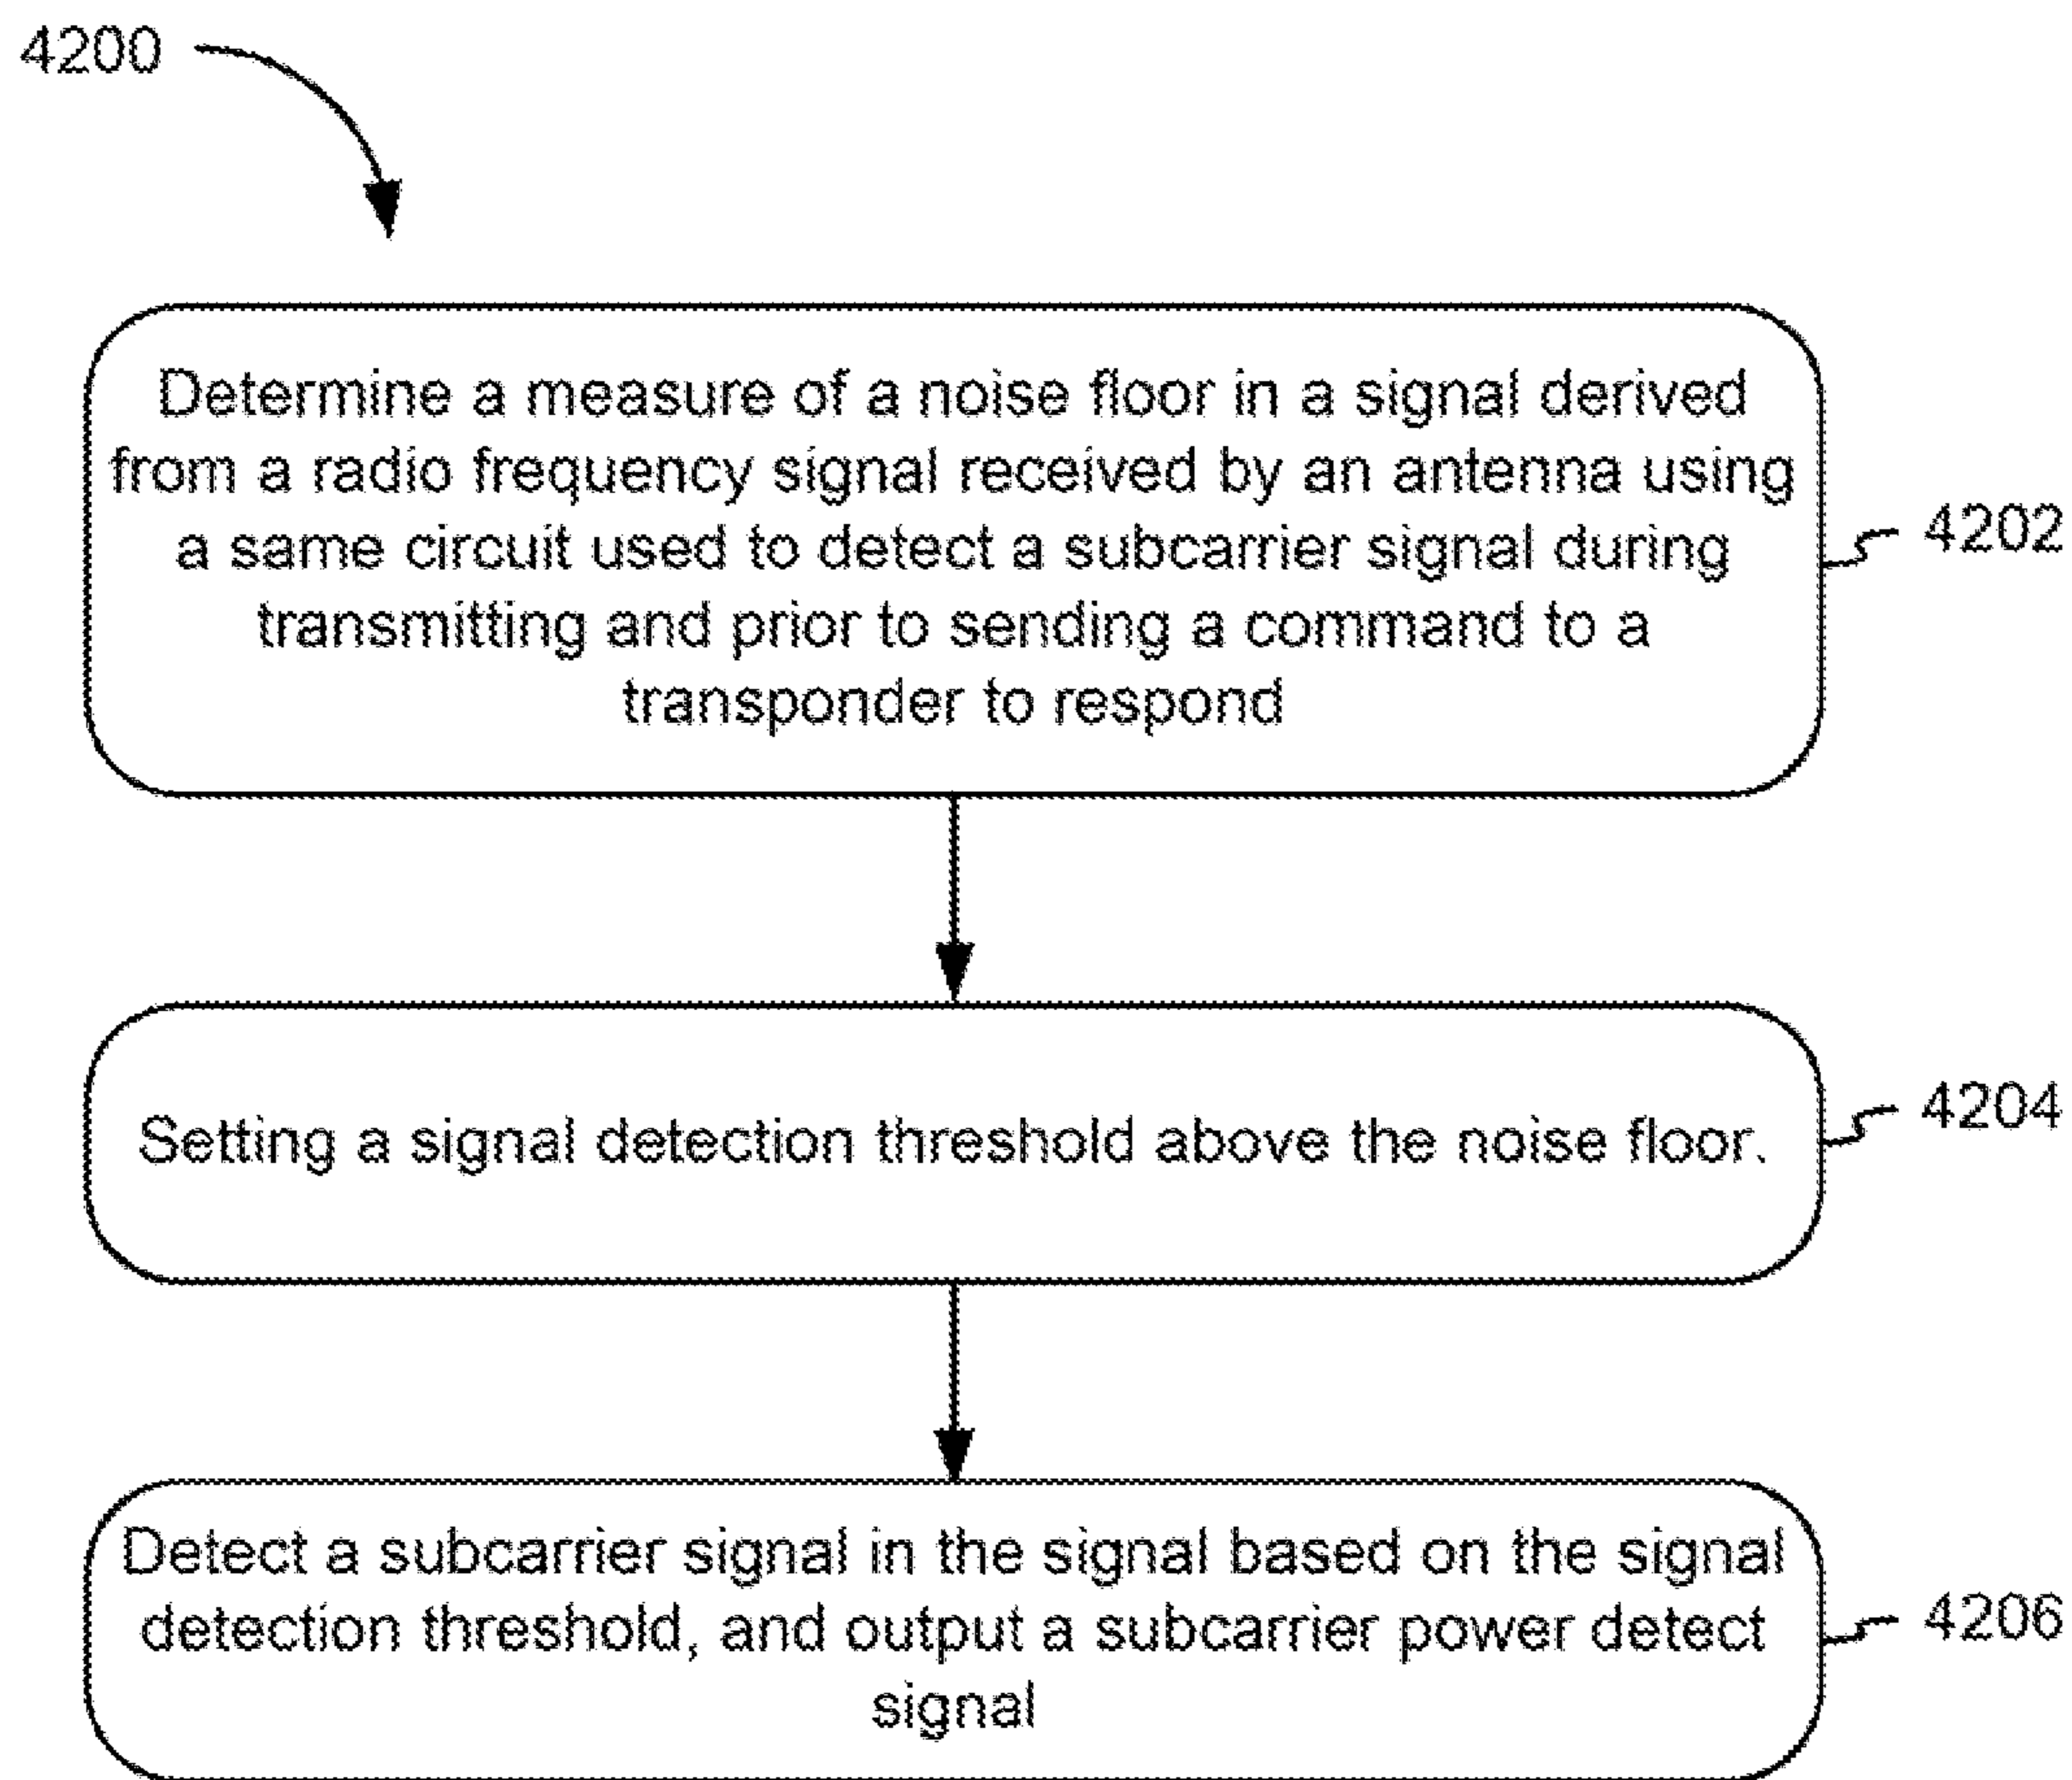 4200
Determine a measure of a noise floor in a signal derived
from a radio frequency signal received by an antenna using
a same circuit used to detect a subcarrier signal during
transmitting and prior to sending a command to a
transponder to respond
4202
Setting a signal detection threshold above the noise floor.
4204
Detect a subcarrier signal in the signal based on the signal
detection threshold, and output a subcarrier power detect
signal
4206